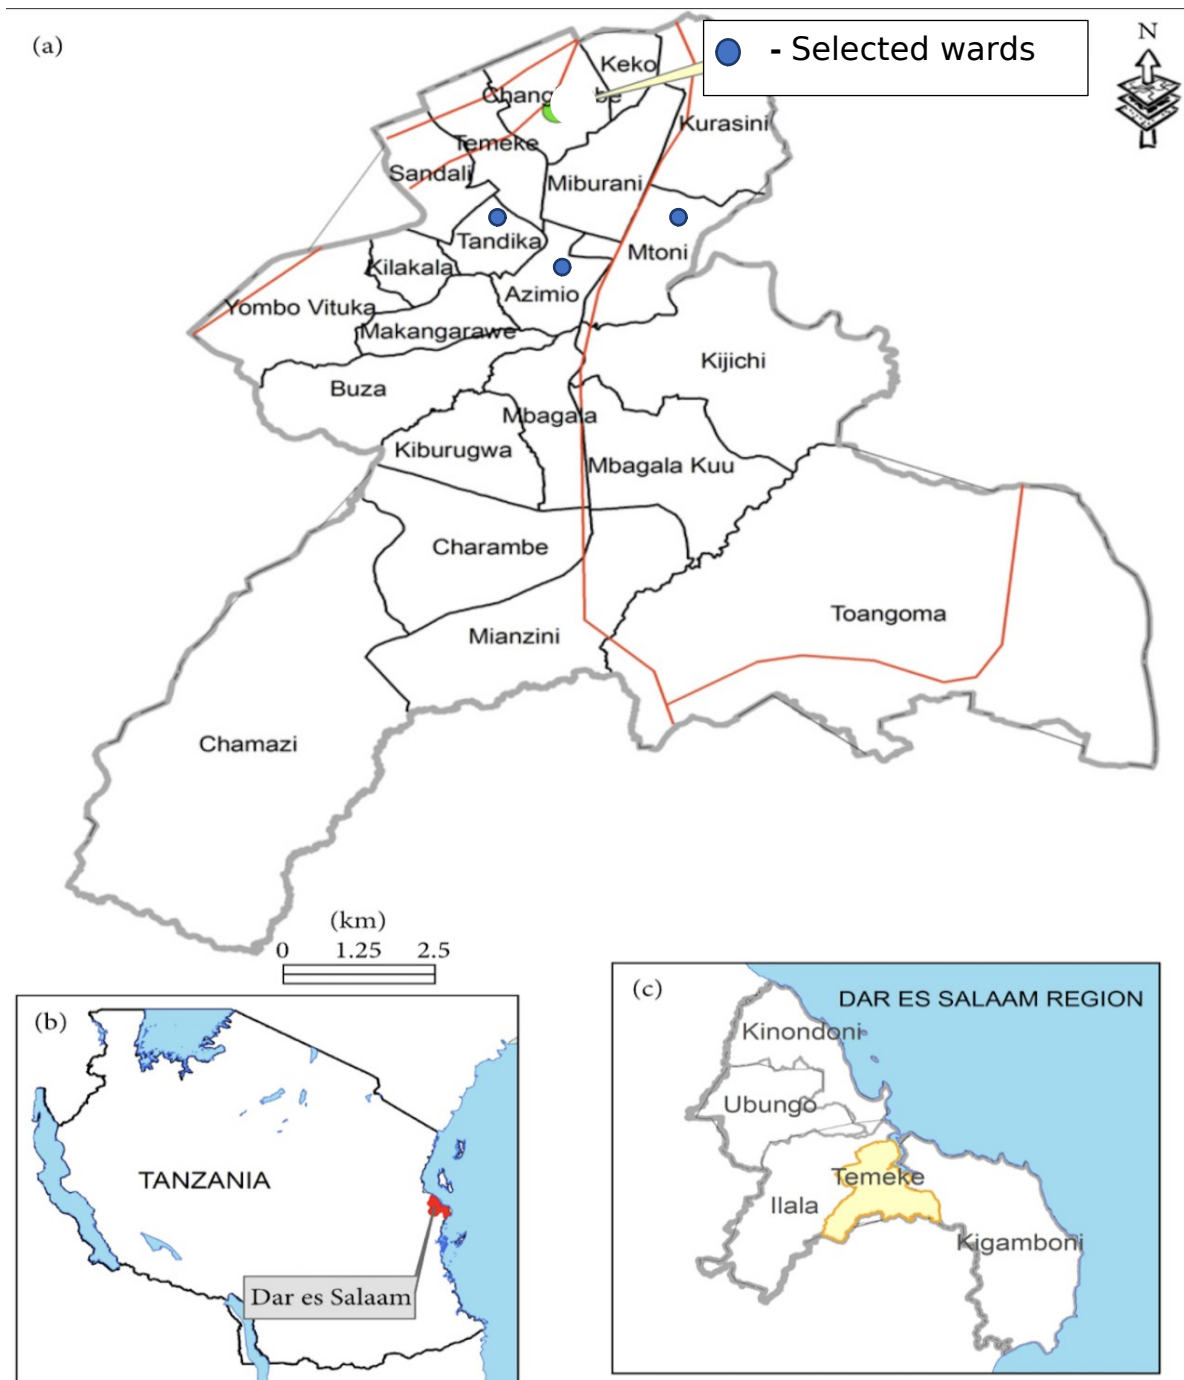 (a)
- Selected wards
N
Keko
Chang be
Kurasini
Temeke
Sandali
Miburani
Tandika
Mtoni
Kilakala
Azimio
Yombo Vituka
Makangarawe
Kijichi
Buza
Mbagala
Kiburugwa
Mbagala Kuu
Charambe
Toangoma
Mianzini
Chamazi
(km)
0 1.25 2.5
(b)
TANZANIA
Dar es Salaam
(c)
DAR ES SALAAM REGION
Kinondoni
Ubungo
Temeke
Ilala
Kigamboni